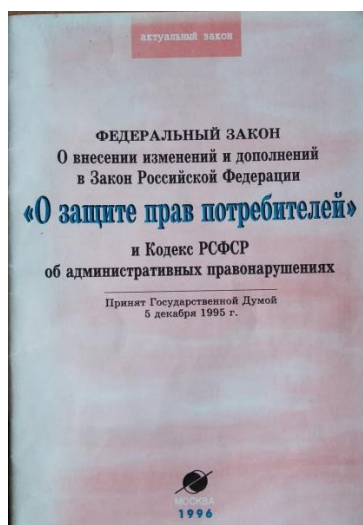 актуальный закон
ФЕДЕРАЛЬНЫЙ ЗАКОН
О внесении изменений и дополнений
в Закон Российской Федерации
«О защите прав потребителей»
и Кодекс РСФСР
об административных правонарушениях
Принят Государственной Думой
5 декабря 1995 г.
МОСКВА
1996